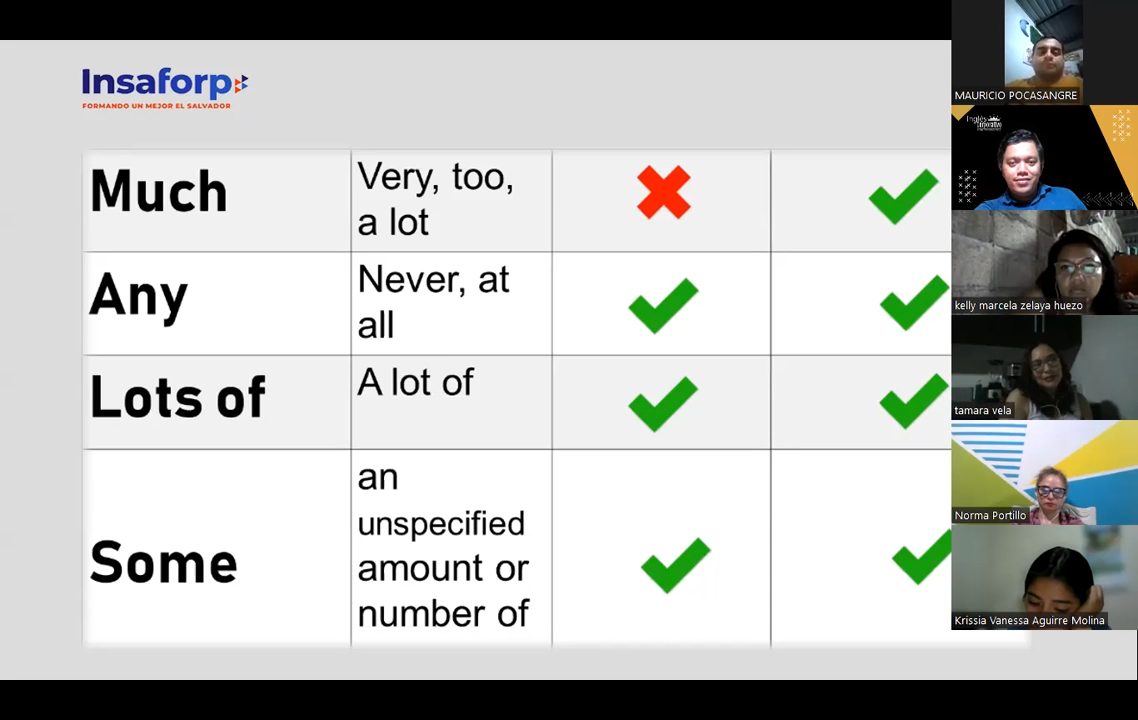 Insaforp
FORMANDO UN MEJOR EL SALVADOR
Much
Very, too,
a lot
Any
Never, at
all
Lots of
A lot of
Some
an
unspecified
amount or
number of
MAURICIO POCASANGRE
Inglés
Corporativo
kelly marcela zelaya huezo
tamara vela
Norma Portillo
Krissia Vanessa Aguirre Molina